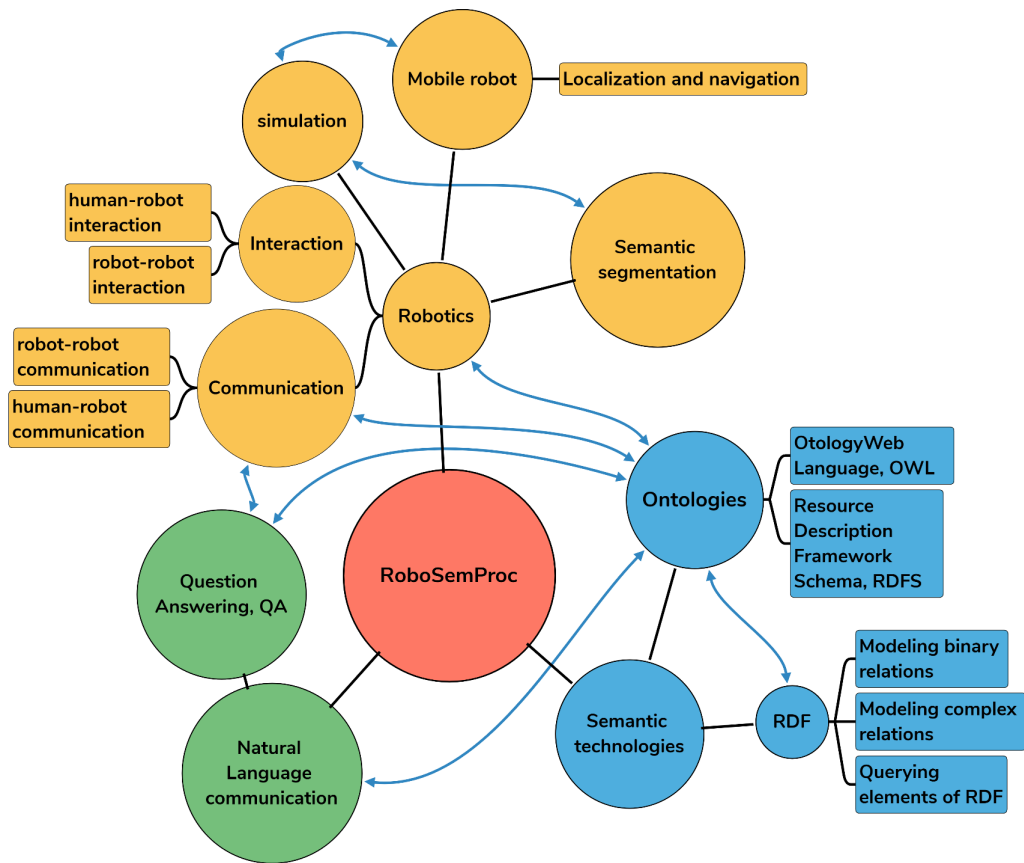 Mobile robot
Localization and navigation
simulation
human-robot
interaction
Interaction
robot-robot
interaction
Semantic
segmentation
Robotics
robot-robot
communication
Communication
human-robot
communication
OtologyWeb
Language, OWL
Ontologies
Resource
Description
Framework
Schema, RDFS
RoboSemProc
Question
Answering, QA
Modeling binary
relations
Semantic
technologies
RDF
Modeling complex
relations
Natural
Language
communication
Querying
elements of RDF